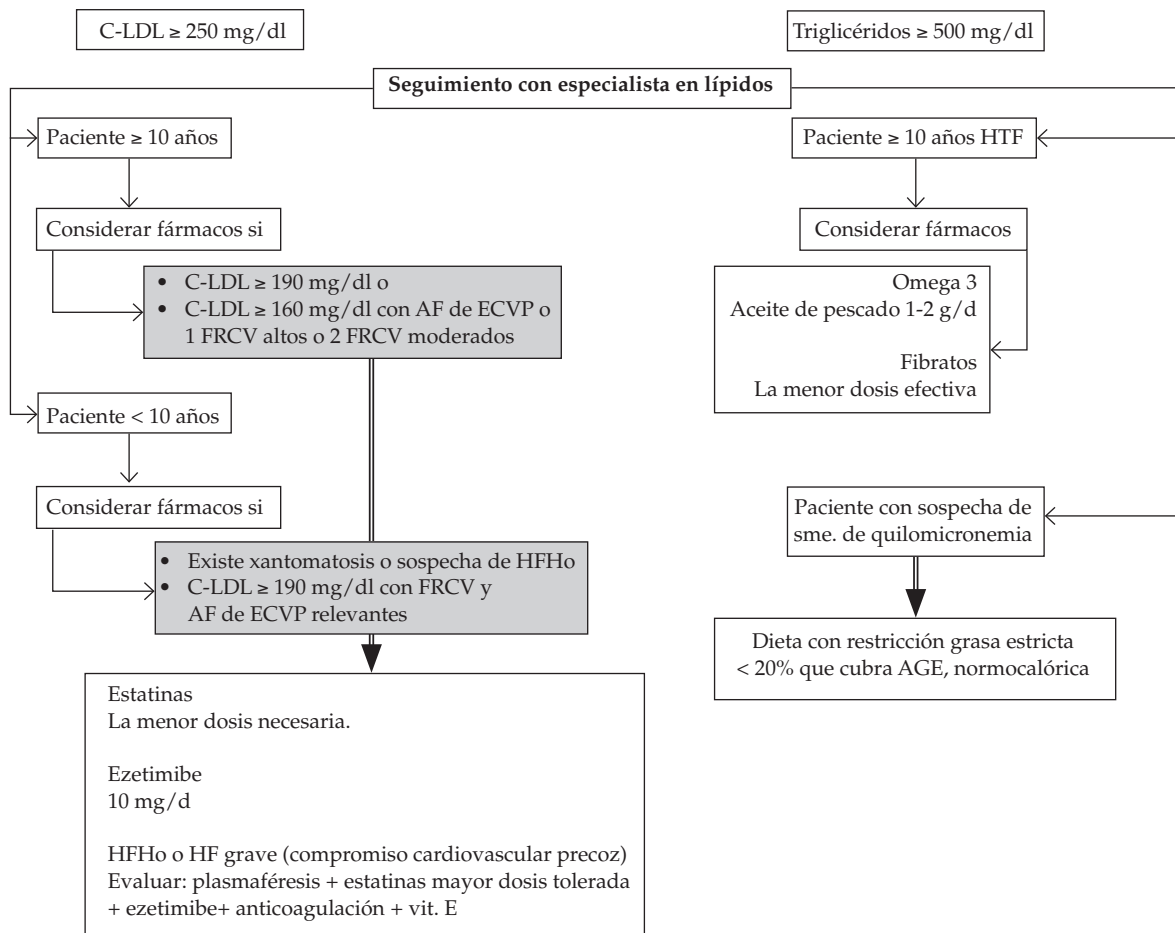 C-LDL ≥ 250 mg/dl
Triglicéridos ≥ 500 mg/dl
Seguimiento con especialista en lípidos
Paciente ≥ 10 años
Considerar fármacos si
• C-LDL ≥ 190 mg/dl o
• C-LDL ≥ 160 mg/dl con AF de ECVP o
1 FRCV altos o 2 FRCV moderados
Paciente < 10 años
Considerar fármacos si
• Existe xantomatosis o sospecha de HFHo
• C-LDL ≥ 190 mg/dl con FRCV y
AF de ECVP relevantes
Estatinas
La menor dosis necesaria.
Ezetimibe
10 mg/d
HFHo o HF grave (compromiso cardiovascular precoz)
Evaluar: plasmaféresis + estatinas mayor dosis tolerada
+ ezetimibe+ anticoagulación + vit. E
Paciente ≥ 10 años HTF
Considerar fármacos
Omega 3
Aceite de pescado 1-2 g/d
Fibratos
La menor dosis efectiva
Paciente con sospecha de
sme. de quilomicronemia
Dieta con restricción grasa estricta
< 20% que cubra AGE, normocalórica